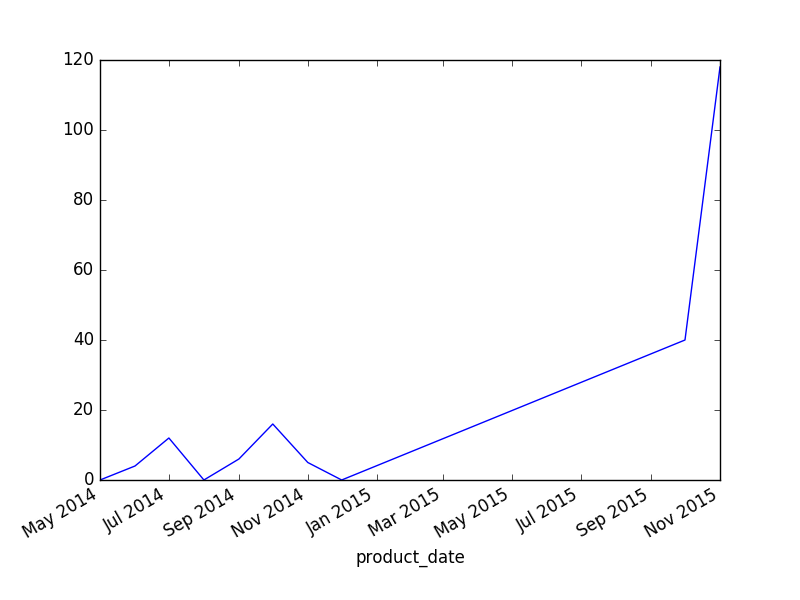 120
100
80
60
40
20
0
May 2014
Jul 2014
Sep 2014
Nov 2014
Jan 2015
Mar 2015
May 2015
Jul 2015
Sep 2015
Nov 2015
product_date